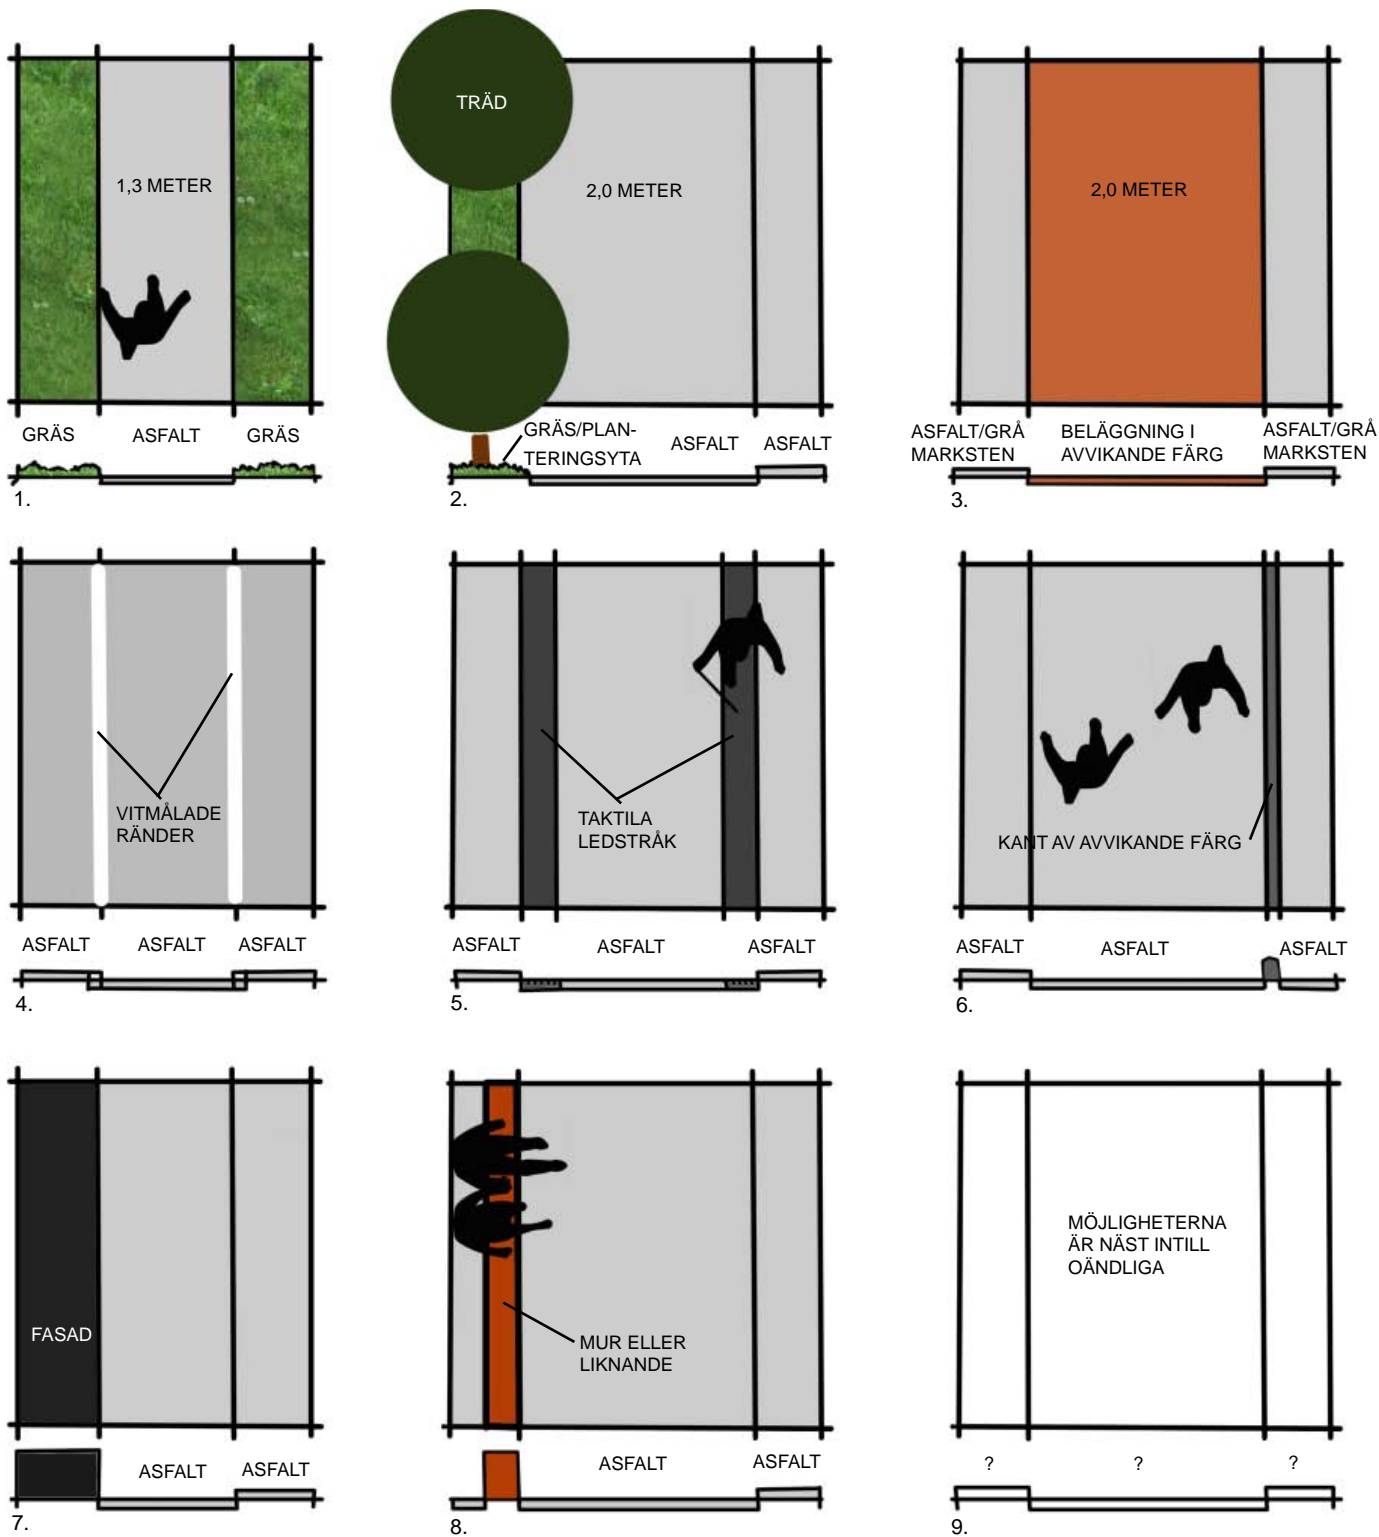 1,3 METER
GRÄS
ASFALT
GRÄS
1.
TRÄD
2,0 METER
GRÄS/PLAN-
TERINGSYTA
ASFALT
ASFALT
2.
2,0 METER
ASFALT/GRÅ
MARKSTEN
BELÄGGNING I
AVVIKANDE FÄRG
ASFALT/GRÅ
MARKSTEN
3.
VITMÅLADE
RÄNDER
ASFALT
ASFALT
ASFALT
4.
TAKTILA
LEDSTRÅK
ASFALT
ASFALT
ASFALT
5.
KANT AV AVVIKANDE FÄRG
ASFALT
ASFALT
ASFALT
6.
FASAD
ASFALT
ASFALT
7.
MUR ELLER
LIKNANDE
ASFALT
ASFALT
8.
MÖJLIGHETERNA
ÄR NÄST INTILL
OÄNDLIGA
?
?
?
9.